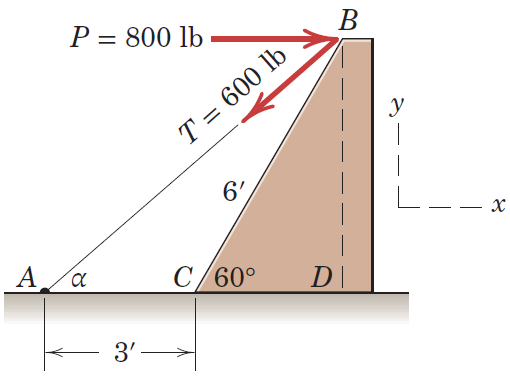 B
P = 800 lb
T = 600 lb
y
6′
x
A
α
C
60°
D
3′